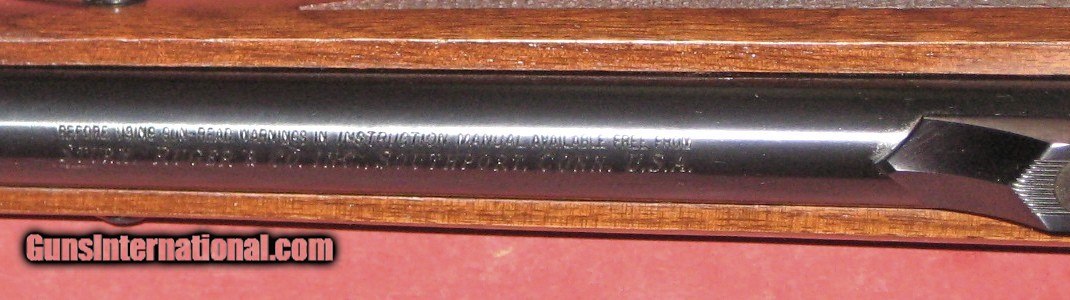 BEFORE USING GUN-READ WARNINGS IN INSTRUCTION MANUAL AVAILABLE FREE FROM
STURM, RUGER & CO. INC. SOUTHPORT, CONN. U.S.A.
GunsInternational.com